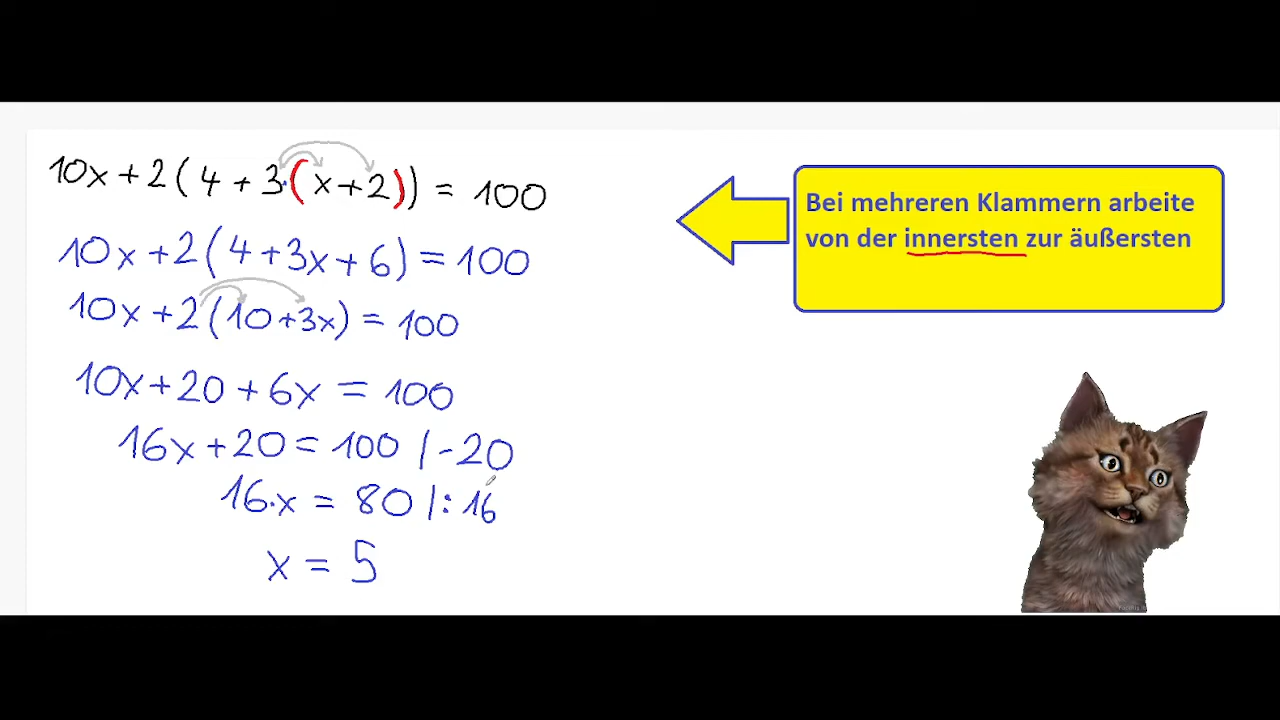 10x + 2 ( 4 + 3·( x + 2 ) ) = 100
10x + 2 ( 4 + 3x + 6 ) = 100
10x + 2 ( 10 + 3x ) = 100
10x + 20 + 6x = 100
16x + 20 = 100 | - 20
16·x = 80 | : 16
x = 5
Bei mehreren Klammern arbeite
von der innersten zur äußersten